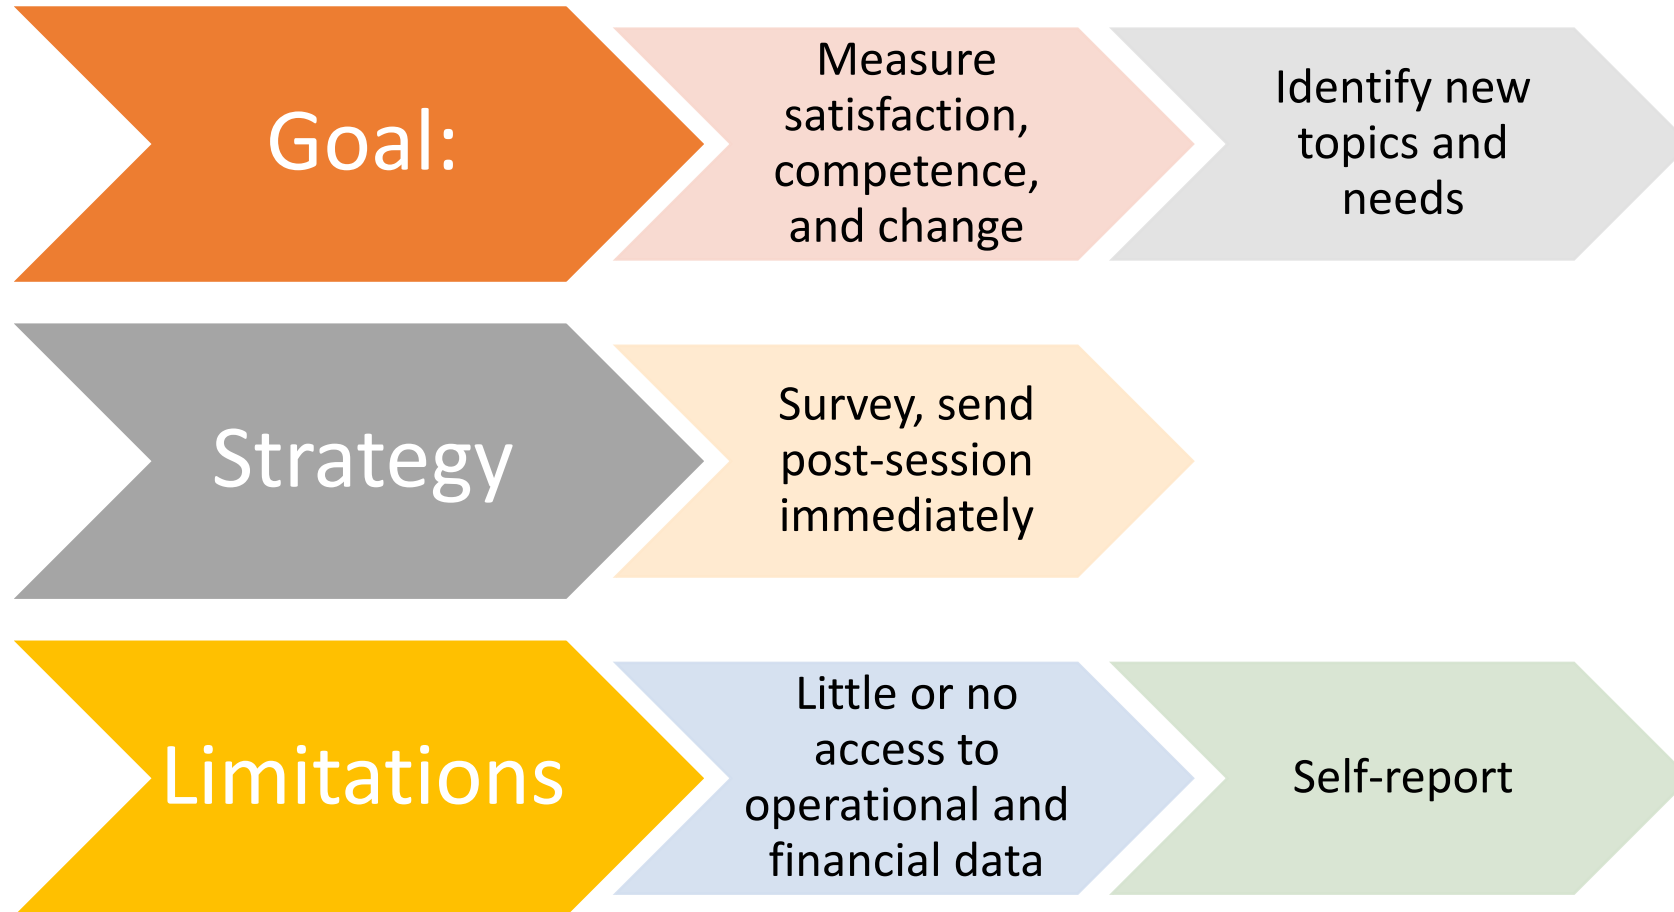 Goal:
Measure
satisfaction,
competence,
and change
Identify new
topics and
needs
Strategy
Survey, send
post-session
immediately
Limitations
Little or no
access to
operational and
financial data
Self-report